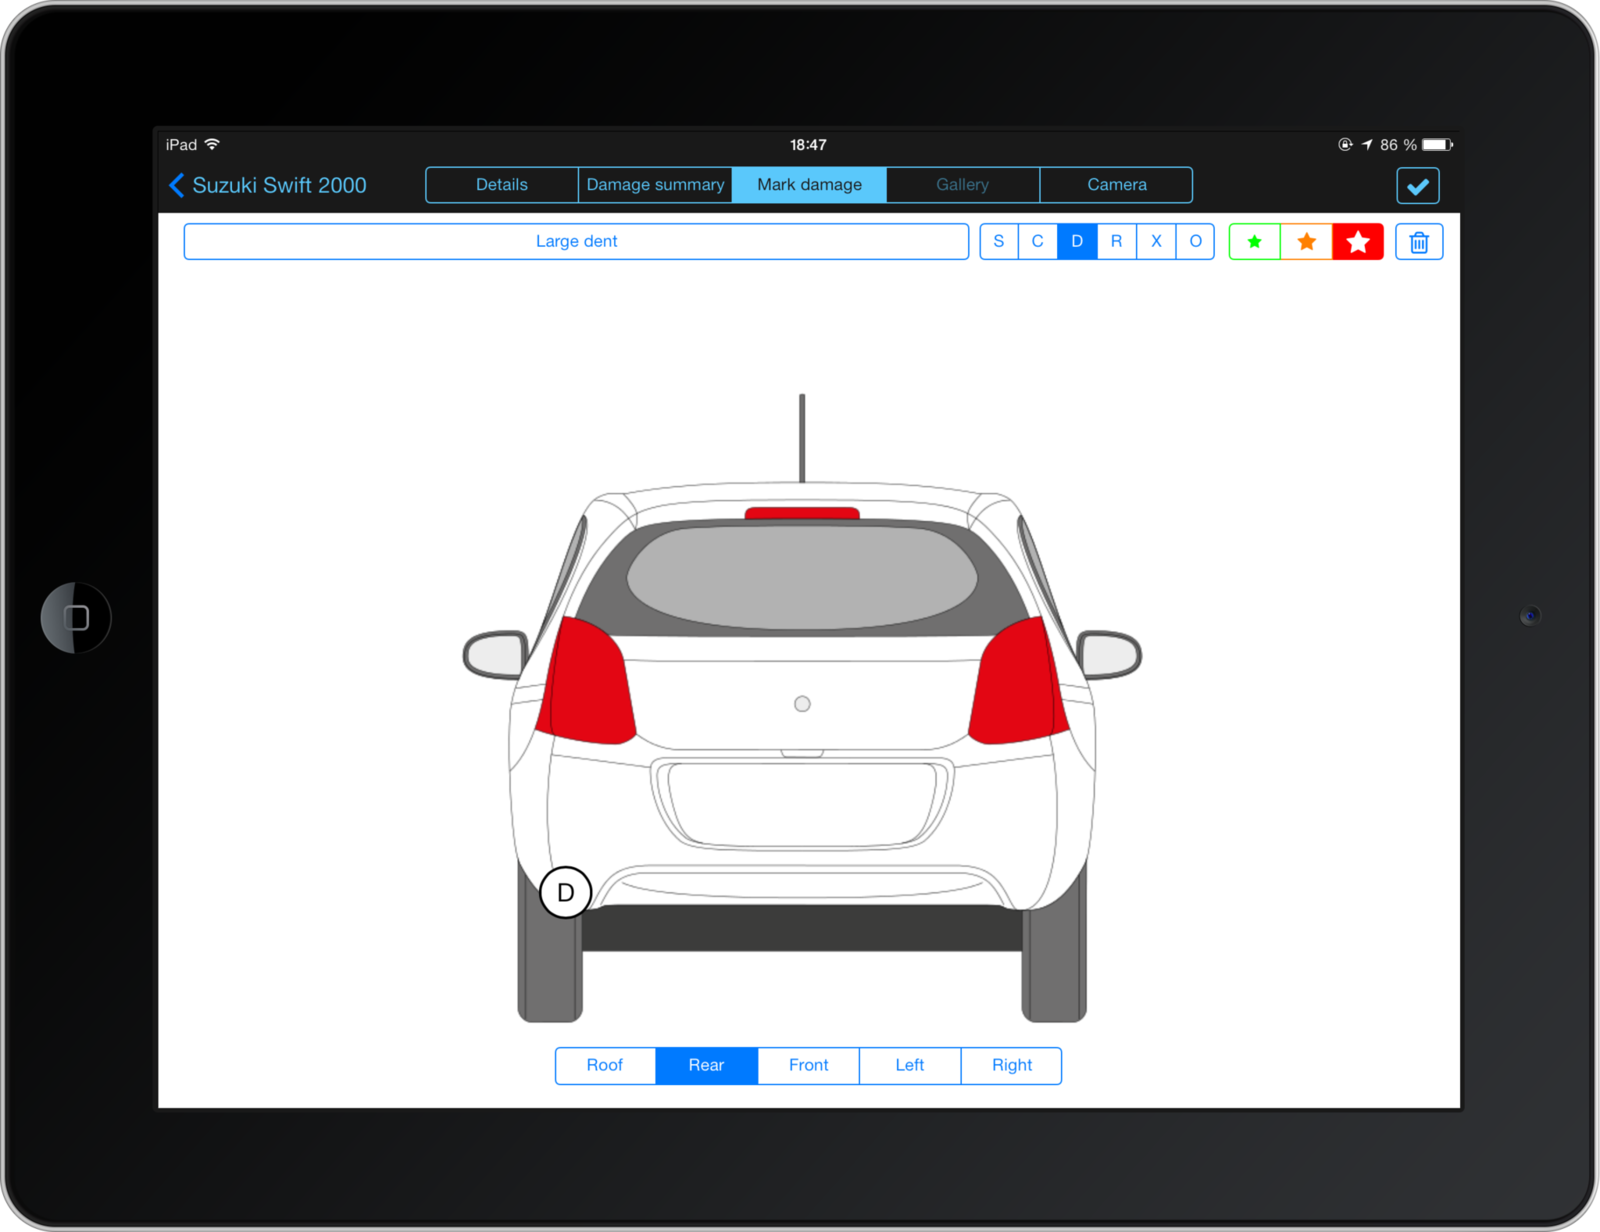 iPad 18:47 86 %
Suzuki Swift 2000 Details Damage summary Mark damage Gallery Camera
Large dent S C D R X O
D
Roof Rear Front Left Right